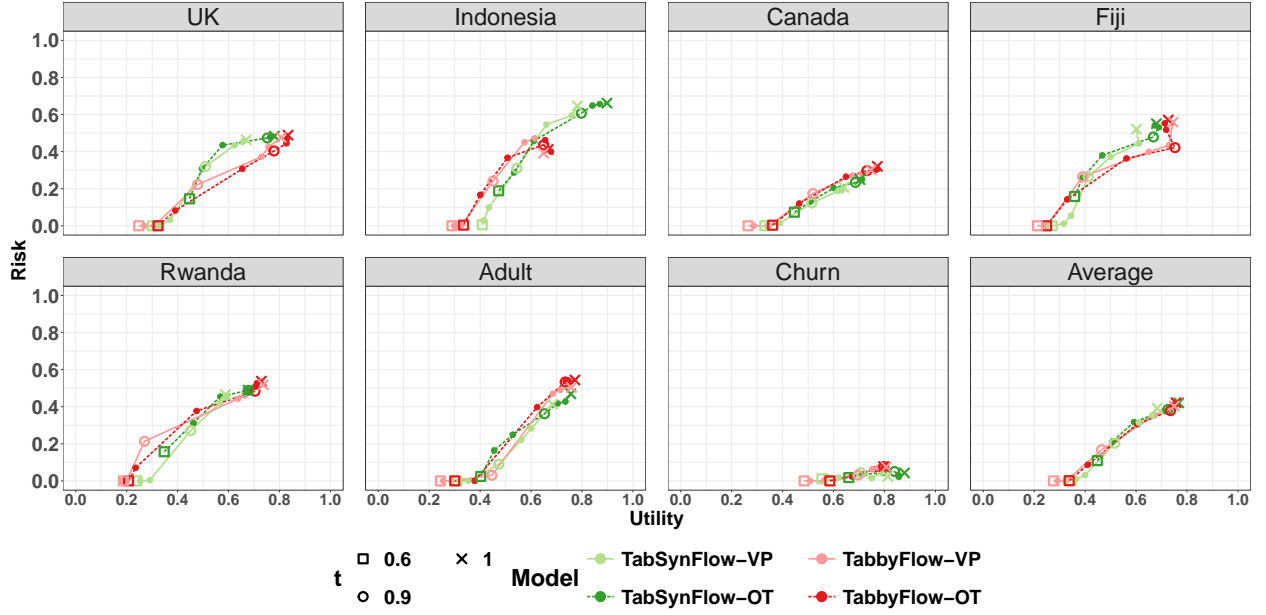 UK Indonesia Canada Fiji
1.0
0.8
0.6
0.4
0.2
0.0
Risk
Rwanda Adult Churn Average
1.0
0.8
0.6
0.4
0.2
0.0
0.0 0.2 0.4 0.6 0.8 1.0 0.0 0.2 0.4 0.6 0.8 1.0 0.0 0.2 0.4 0.6 0.8 1.0 0.0 0.2 0.4 0.6 0.8 1.0
Utility
t 0.6 1 0.9
Model TabSynFlow−VP TabbyFlow−VP
TabSynFlow−OT TabbyFlow−OT